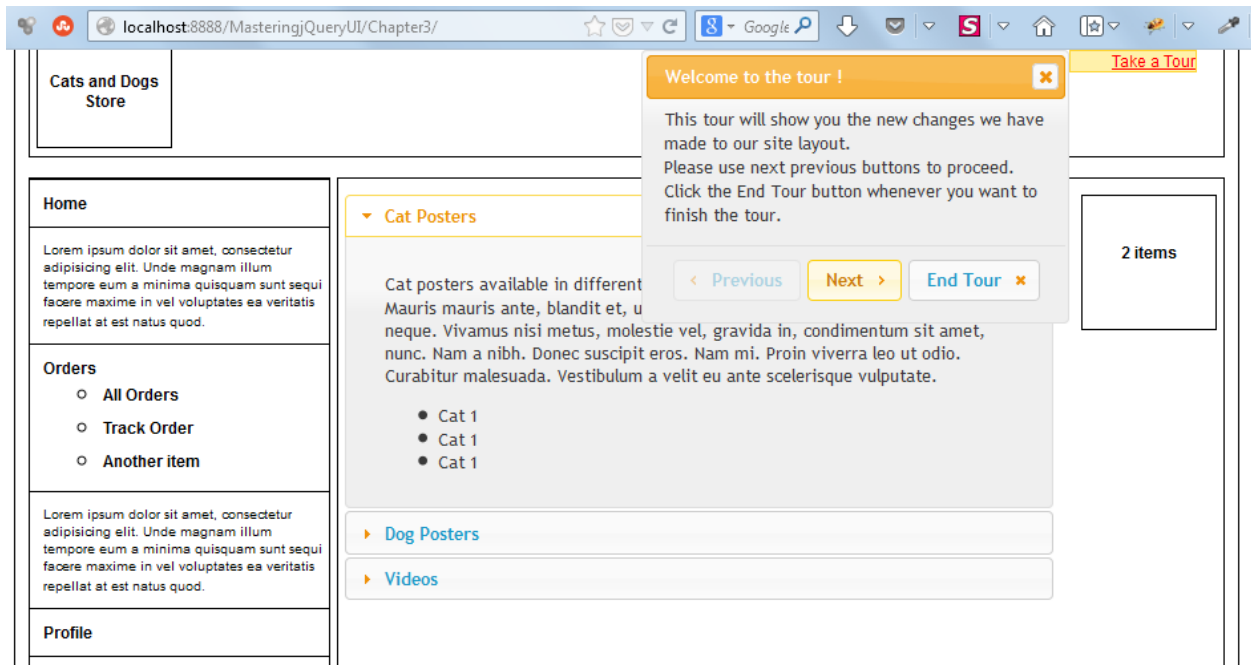 localhost:8888/MasteringjQueryUI/Chapter3/
Google
Cats and Dogs
Store
Take a Tour
Welcome to the tour !
This tour will show you the new changes we have
made to our site layout.
Please use next previous buttons to proceed.
Click the End Tour button whenever you want to
finish the tour.
Previous
Next
End Tour
Home
Lorem ipsum dolor sit amet, consectetur
adipisicing elit. Unde magnam illum
tempore eum a minima quisquam sunt sequi
facere maxime in vel voluptates ea veritatis
repellat at est natus quod.
Orders
All Orders
Track Order
Another item
Lorem ipsum dolor sit amet, consectetur
adipisicing elit. Unde magnam illum
tempore eum a minima quisquam sunt sequi
facere maxime in vel voluptates ea veritatis
repellat at est natus quod.
Profile
Cat Posters
Cat posters available in different
Mauris mauris ante, blandit et, u
neque. Vivamus nisi metus, molestie vel, gravida in, condimentum sit amet,
nunc. Nam a nibh. Donec suscipit eros. Nam mi. Proin viverra leo ut odio.
Curabitur malesuada. Vestibulum a velit eu ante scelerisque vulputate.
Cat 1
Cat 1
Cat 1
Dog Posters
Videos
2 items